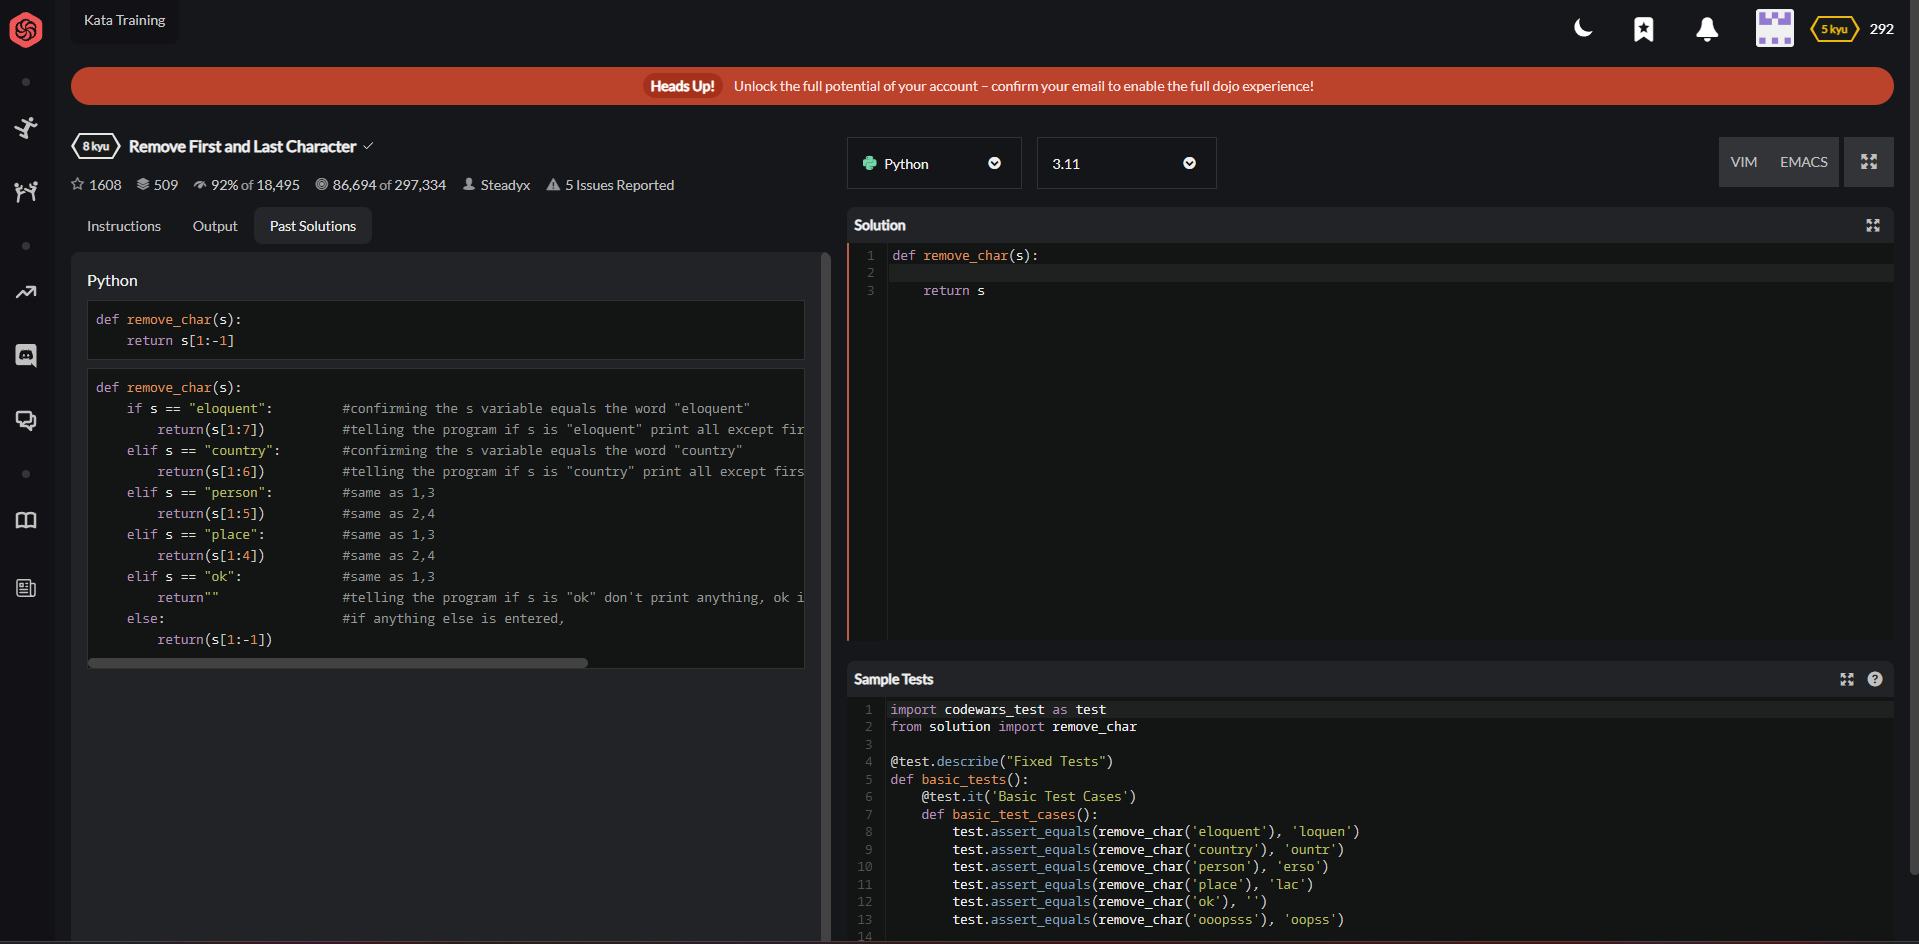 Kata Training
5 kyu 292
Heads Up! Unlock the full potential of your account – confirm your email to enable the full dojo experience!
8 kyu Remove First and Last Character
1608 509 92% of 18,495 86,694 of 297,334 Steadyx 5 Issues Reported
Instructions Output Past Solutions
Python
def remove_char(s):
    return s[1:-1]
def remove_char(s):
    if s == "eloquent":         #confirming the s variable equals the word "eloquent"
        return(s[1:7])          #telling the program if s is "eloquent" print all except fir
    elif s == "country":        #confirming the s variable equals the word "country"
        return(s[1:6])          #telling the program if s is "country" print all except firs
    elif s == "person":         #same as 1,3
        return(s[1:5])          #same as 2,4
    elif s == "place":          #same as 1,3
        return(s[1:4])          #same as 2,4
    elif s == "ok":             #same as 1,3
        return""                #telling the program if s is "ok" don't print anything, ok i
    else:                       #if anything else is entered,
        return(s[1:-1])
Python 3.11 VIM EMACS
Solution
1 def remove_char(s):
2
3     return s
Sample Tests
1 import codewars_test as test
2 from solution import remove_char
3
4 @test.describe("Fixed Tests")
5 def basic_tests():
6     @test.it('Basic Test Cases')
7     def basic_test_cases():
8         test.assert_equals(remove_char('eloquent'), 'loquen')
9         test.assert_equals(remove_char('country'), 'ountr')
10         test.assert_equals(remove_char('person'), 'erso')
11         test.assert_equals(remove_char('place'), 'lac')
12         test.assert_equals(remove_char('ok'), '')
13         test.assert_equals(remove_char('ooopsss'), 'oopss')
14